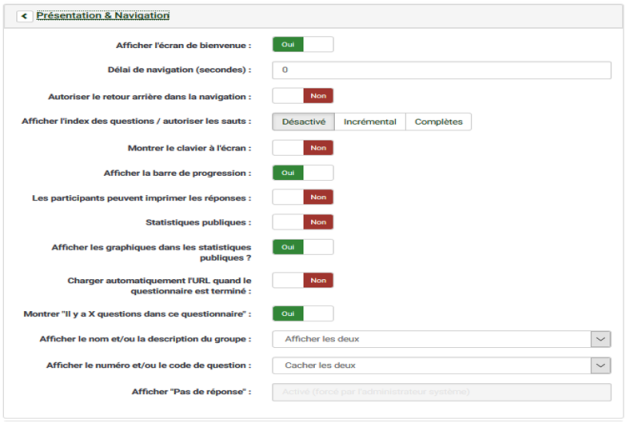 Présentation & Navigation
Afficher l'écran de bienvenue : Oui
Délai de navigation (secondes) : 0
Autoriser le retour arrière dans la navigation : Non
Afficher l'index des questions / autoriser les sauts : Désactivé Incrémental Complètes
Montrer le clavier à l'écran : Non
Afficher la barre de progression : Oui
Les participants peuvent imprimer les réponses : Non
Statistiques publiques : Non
Afficher les graphiques dans les statistiques Oui
publiques ?
Charger automatiquement l'URL quand le Non
questionnaire est terminé :
Montrer "Il y a X questions dans ce questionnaire" : Oui
Afficher le nom et/ou la description du groupe : Afficher les deux
Afficher le numéro et/ou le code de question : Cacher les deux
Afficher "Pas de réponse" : Activé (forcé par l'administrateur système)